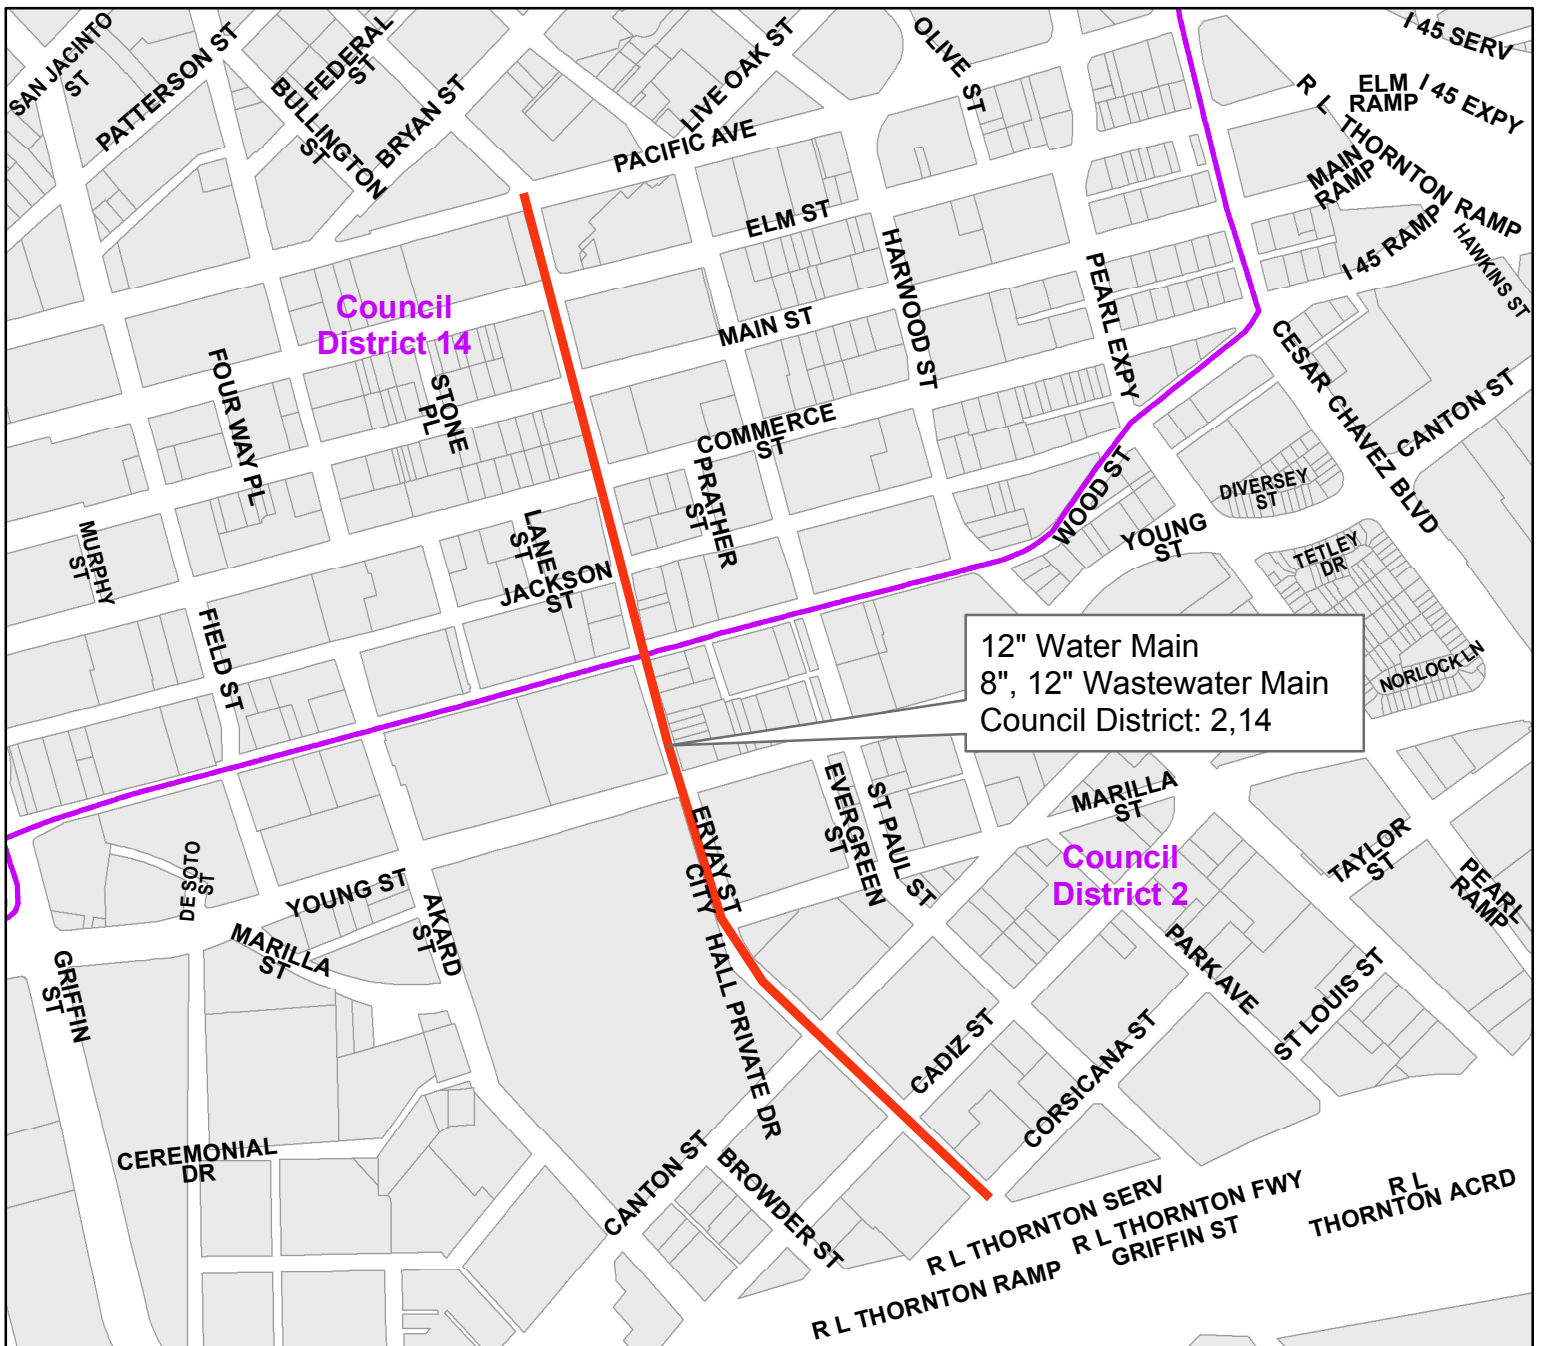 SAN JACINTO
ST
PATTERSON ST
FEDERAL
ST
BULLINGTON
ST
BRYAN ST
LIVE OAK ST
PACIFIC AVE
OLIVE ST
I 45 SERV
ELM
RAMP
I 45 EXPY
R L THORNTON RAMP
MAIN
RAMP
I 45 RAMP
HAWKINS ST
ELM ST
HARWOOD ST
PEARL EXPY
Council
District 14
MAIN ST
FOUR WAY PL
STONE
PL
COMMERCE
ST
CESAR CHAVEZ BLVD
CANTON ST
PRATHER
ST
WOOD ST
DIVERSEY
ST
YOUNG
ST
TETLEY
DR
NORLOCK LN
MURPHY
ST
LANE
ST
JACKSON
ST
FIELD ST
12" Water Main
8", 12" Wastewater Main
Council District: 2,14
ERVAY ST
CITY HALL PRIVATE DR
EVERGREEN
ST
ST PAUL ST
MARILLA
ST
Council
District 2
TAYLOR
ST
PEARL
RAMP
DE SOTO
ST
YOUNG ST
MARILLA
ST
AKARD
ST
GRIFFIN
ST
PARK AVE
ST LOUIS ST
CADIZ ST
CORSICANA ST
CEREMONIAL
DR
CANTON ST
BROWDER ST
R L THORNTON SERV
R L THORNTON FWY
GRIFFIN ST
R L
THORNTON ACRD
R L THORNTON RAMP